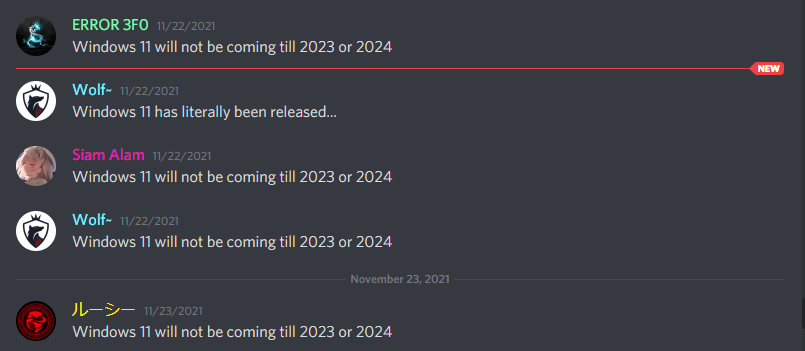 ERROR 3F0 11/22/2021
Windows 11 will not be coming till 2023 or 2024
NEW
Wolf~ 11/22/2021
Windows 11 has literally been released...
Siam Alam 11/22/2021
Windows 11 will not be coming till 2023 or 2024
Wolf~ 11/22/2021
Windows 11 will not be coming till 2023 or 2024
November 23, 2021
ルーシー 11/23/2021
Windows 11 will not be coming till 2023 or 2024